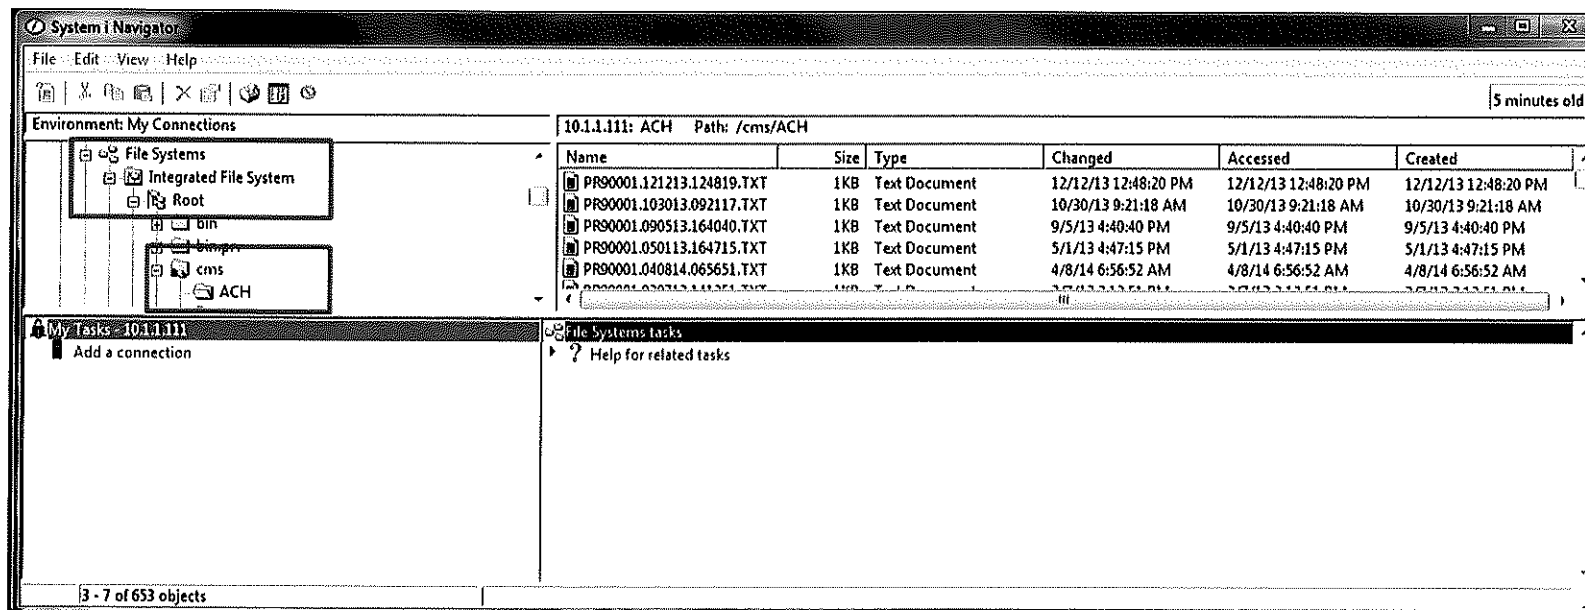 System i Navigator
File Edit View Help
5 minutes old
Environment: My Connections
10.1.1.111: ACH Path: /cms/ACH
File Systems
Integrated File System
Root
bin
cms
ACH
Name Size Type Changed Accessed Created
PR90001.121213.124819.TXT 1KB Text Document 12/12/13 12:48:20 PM 12/12/13 12:48:20 PM 12/12/13 12:48:20 PM
PR90001.103013.092117.TXT 1KB Text Document 10/30/13 9:21:18 AM 10/30/13 9:21:18 AM 10/30/13 9:21:18 AM
PR90001.090513.164040.TXT 1KB Text Document 9/5/13 4:40:40 PM 9/5/13 4:40:40 PM 9/5/13 4:40:40 PM
PR90001.050113.164715.TXT 1KB Text Document 5/1/13 4:47:15 PM 5/1/13 4:47:15 PM 5/1/13 4:47:15 PM
PR90001.040814.065651.TXT 1KB Text Document 4/8/14 6:56:52 AM 4/8/14 6:56:52 AM 4/8/14 6:56:52 AM
My Tasks - 10.1.1.111
Add a connection
File Systems tasks
Help for related tasks
3 - 7 of 653 objects